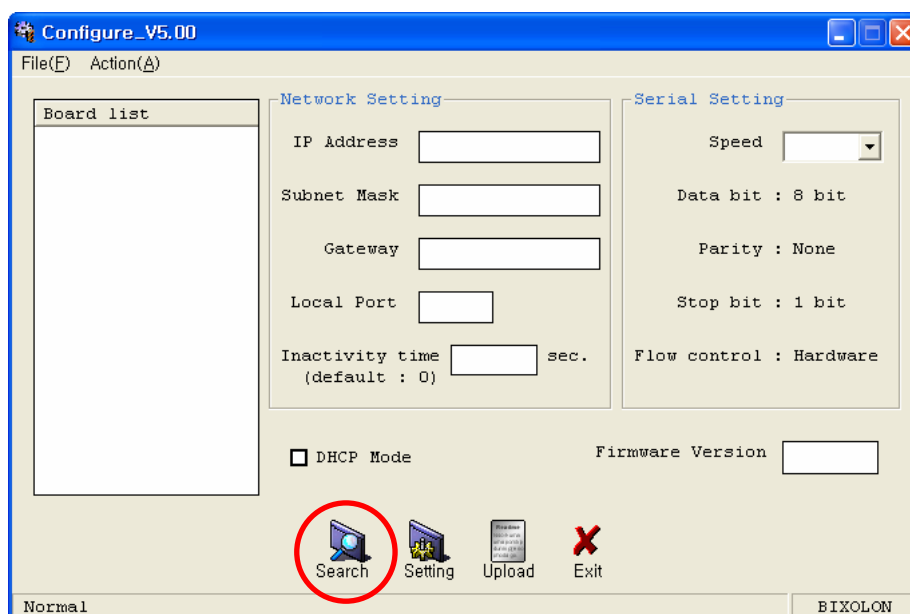 Configure_V5.00
File(F) Action(A)
Board list
Network Setting
IP Address
Subnet Mask
Gateway
Local Port
Inactivity time sec.
(default : 0)
Serial Setting
Speed
Data bit : 8 bit
Parity : None
Stop bit : 1 bit
Flow control : Hardware
DHCP Mode
Firmware Version
Search Setting Upload Exit
Normal BIXOLON